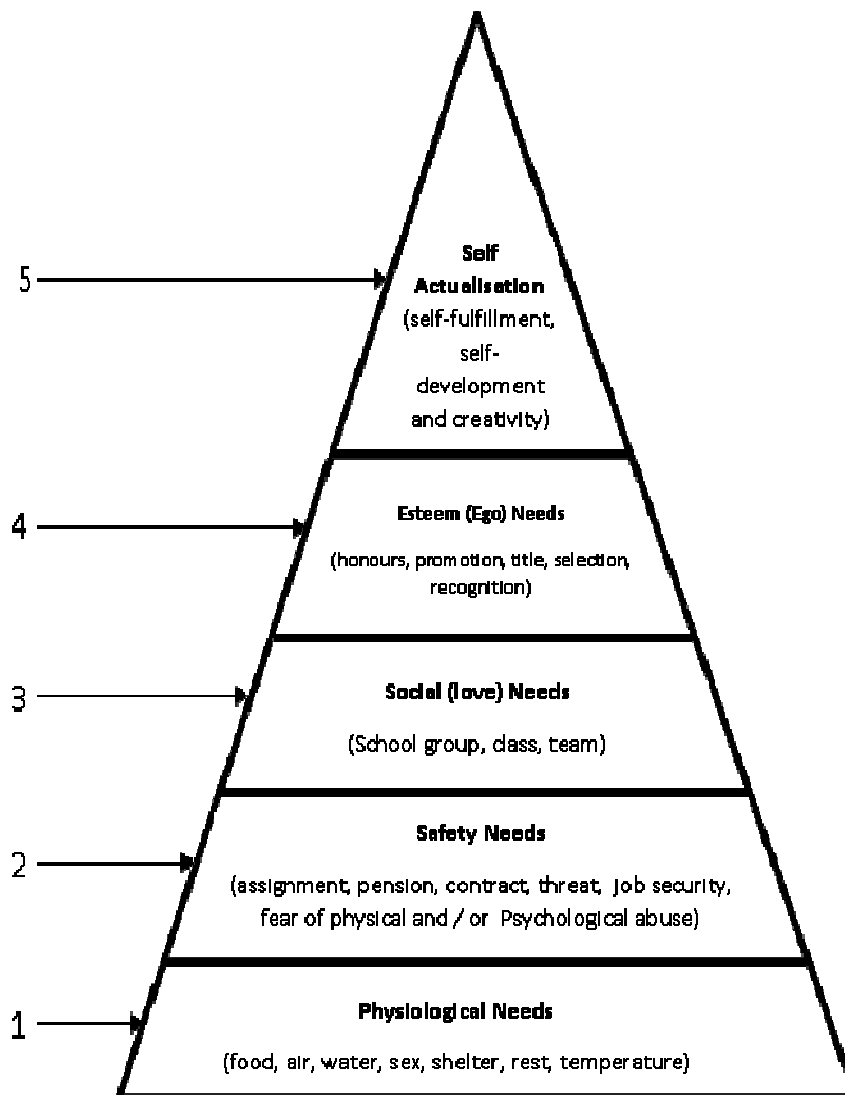 5
Self
Actualisation
(self-fulfillment,
self-
development
and creativity)
4
Esteem (Ego) Needs
(honours, promotion, title, selection,
recognition)
3
Social (love) Needs
(School group, class, team)
2
Safety Needs
(assignment, pension, contract, threat, job security,
fear of physical and / or Psychological abuse)
1
Physiological Needs
(food, air, water, sex, shelter, rest, temperature)